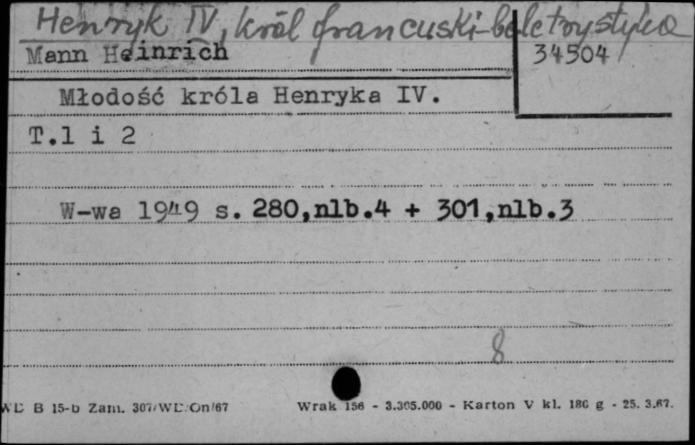 Henryk IV, król francuski-beletrystyka
Mann Heinrich
34504
Młodość króla Henryka IV.
T.1 i 2
W-wa 1949 s. 280,nlb.4 + 301,nlb.3
8
B 15-b Zam. 307/WD/On/67 Wrak 156 - 3.305.000 - Karton V kl. 180 g - 25. 3.67.